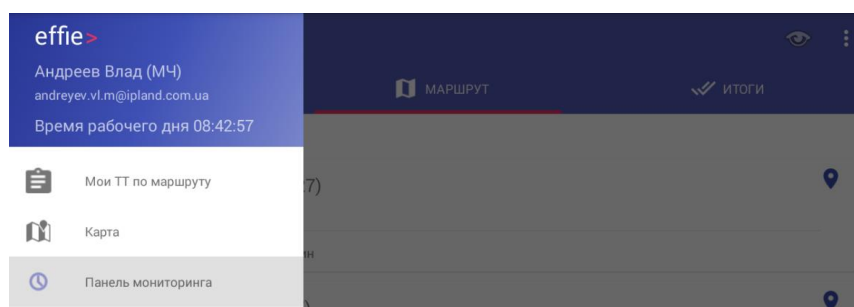 effie>
Андреев Влад (МЧ)
andreyev.vl.m@ipland.com.ua
Время рабочего дня 08:42:57
МАРШРУТ
ИТОГИ
Мои ТТ по маршруту
7)
Карта
ин
Панель мониторинга